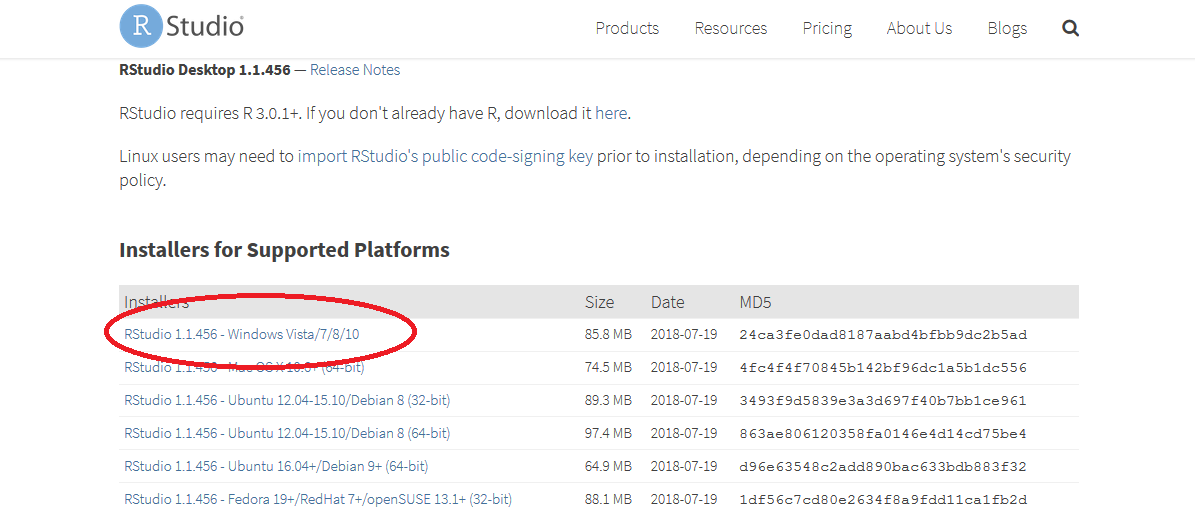 R Studio
Products Resources Pricing About Us Blogs
RStudio Desktop 1.1.456 — Release Notes
RStudio requires R 3.0.1+. If you don't already have R, download it here.
Linux users may need to import RStudio's public code-signing key prior to installation, depending on the operating system's security
policy.
Installers for Supported Platforms
Installers Size Date MD5
RStudio 1.1.456 - Windows Vista/7/8/10 85.8 MB 2018-07-19 24ca3fe0dad8187aabd4bfbb9dc2b5ad
RStudio 1.1.456 - Mac OS X 10.6+ (64-bit) 74.5 MB 2018-07-19 4fc4f4f70845b142bf96dc1a5b1dc556
RStudio 1.1.456 - Ubuntu 12.04-15.10/Debian 8 (32-bit) 89.3 MB 2018-07-19 3493f9d5839e3a3d697f40b7bb1ce961
RStudio 1.1.456 - Ubuntu 12.04-15.10/Debian 8 (64-bit) 97.4 MB 2018-07-19 863ae806120358fa0146e4d14cd75be4
RStudio 1.1.456 - Ubuntu 16.04+/Debian 9+ (64-bit) 64.9 MB 2018-07-19 d96e63548c2add890bac633bdb883f32
RStudio 1.1.456 - Fedora 19+/RedHat 7+/openSUSE 13.1+ (32-bit) 88.1 MB 2018-07-19 1df56c7cd80e2634f8a9fdd11ca1fb2d